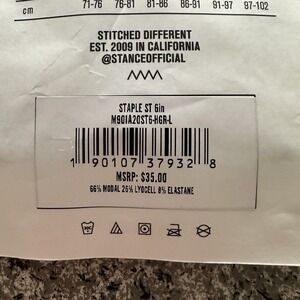 cm 71-76 76-81 81-86 86-91 91-97 97-102
STITCHED DIFFERENT
EST. 2009 IN CALIFORNIA
@STANCEOFFICIAL
STAPLE ST 6in
M901A20ST6-HGR-L
1 90107 37932 8
MSRP: $35.00
66% MODAL 26% LYOCELL 8% ELASTANE